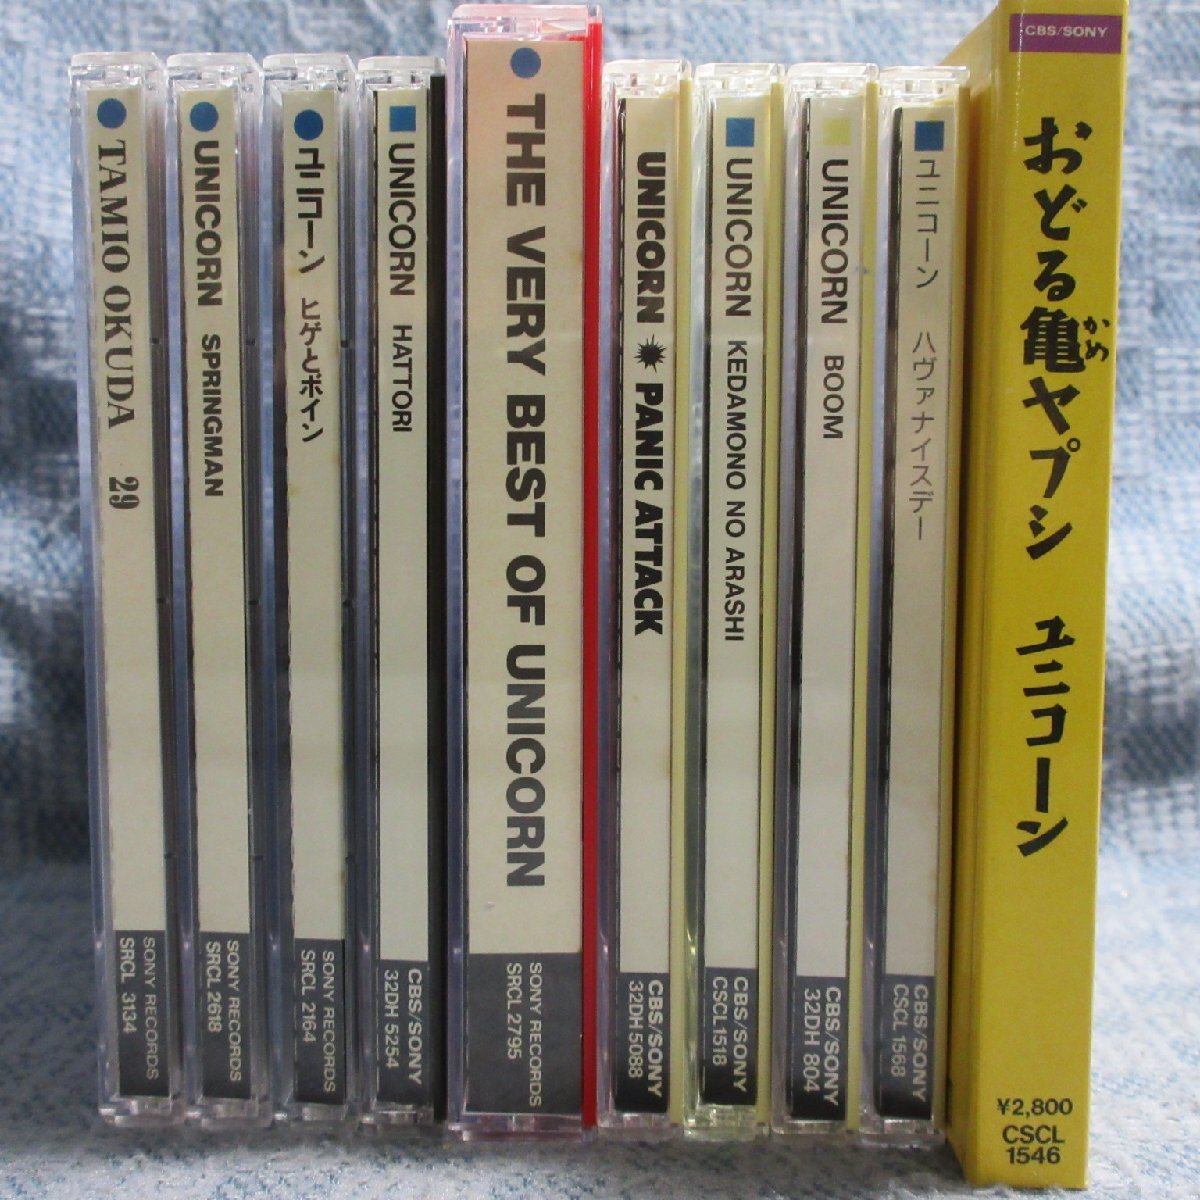 TAMIO OKUDA 29
SONY RECORDS
SRCL 3134
UNICORN SPRINGMAN
SONY RECORDS
SRCL 2618
ユニコーン ヒゲとボイン
SONY RECORDS
SRCL 2164
UNICORN HATTORI
CBS/SONY
32DH 5254
THE VERY BEST OF UNICORN
SONY RECORDS
SRCL 2795
UNICORN PANIC ATTACK
CBS/SONY
32DH 5088
UNICORN KEDAMONO NO ARASHI
CBS/SONY
CSCL 1518
UNICORN BOOM
CBS/SONY
32DH 804
ユニコーン ハヴァナイスデー
CBS/SONY
CSCL 1568
CBS/SONY
おどる亀ヤプシ ユニコーン
かめ
¥2,800
CSCL
1546